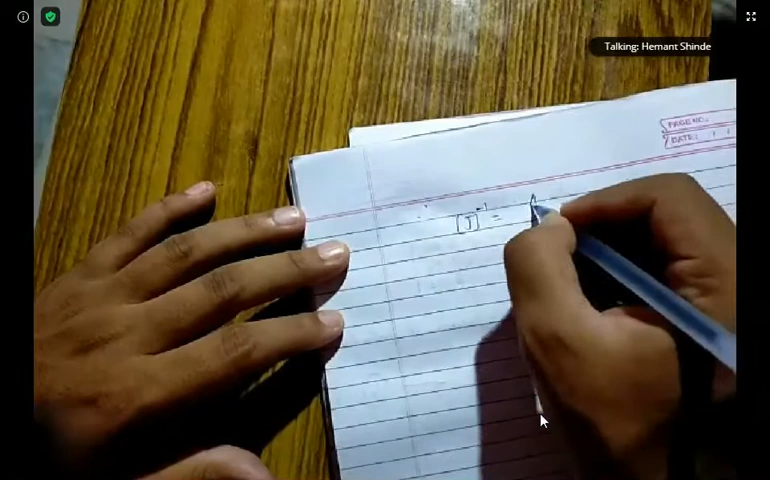 Talking: Hemant Shinde
PAGE NO.
DATE: / /
∴ [J]⁻¹ =